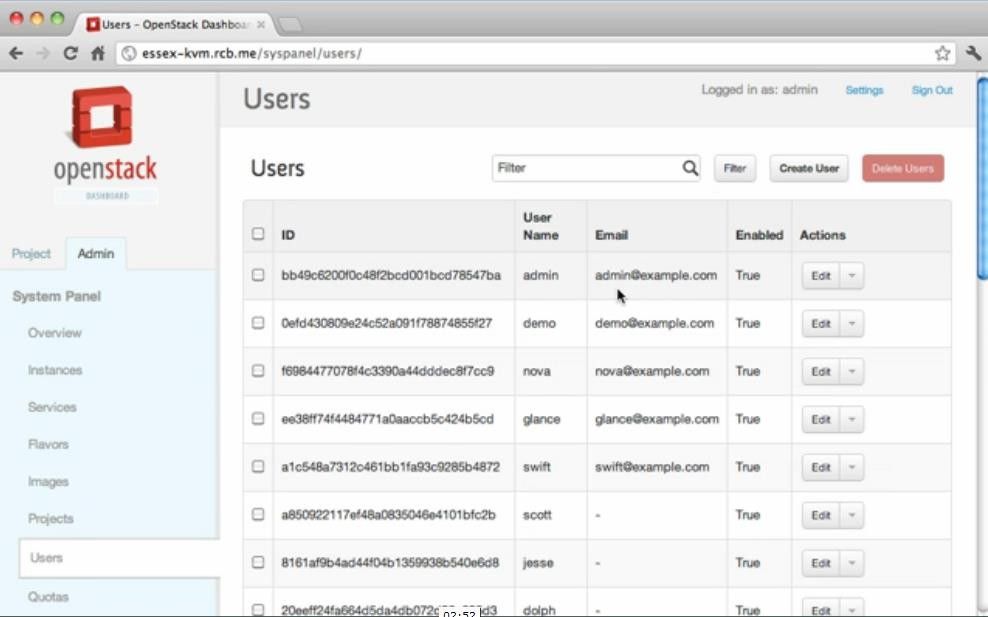 Users - OpenStack Dashboar
essex-kvm.rcb.me/syspanel/users/
openstack
DASHBOARD
Project Admin
System Panel
Overview
Instances
Services
Flavors
Images
Projects
Users
Quotas
Users
Logged in as: admin Settings Sign Out
Users Filter Filter Create User Delete Users
ID User Name Email Enabled Actions
bb49c6200f0c48f2bcd001bcd78547ba admin admin@example.com True Edit
0efd430809e24c52a091f78874855f27 demo demo@example.com True Edit
f6984477078f4c3390a44dddec8f7cc9 nova nova@example.com True Edit
ee38ff74f4484771a0aaccb5c424b5cd glance glance@example.com True Edit
a1c548a7312c461bb1fa93c9285b4872 swift swift@example.com True Edit
a850922117ef48a0835046e4101bfc2b scott - True Edit
8161af9b4ad44f04b1359938b540e6d8 jesse - True Edit
dolph - True Edit
02:52